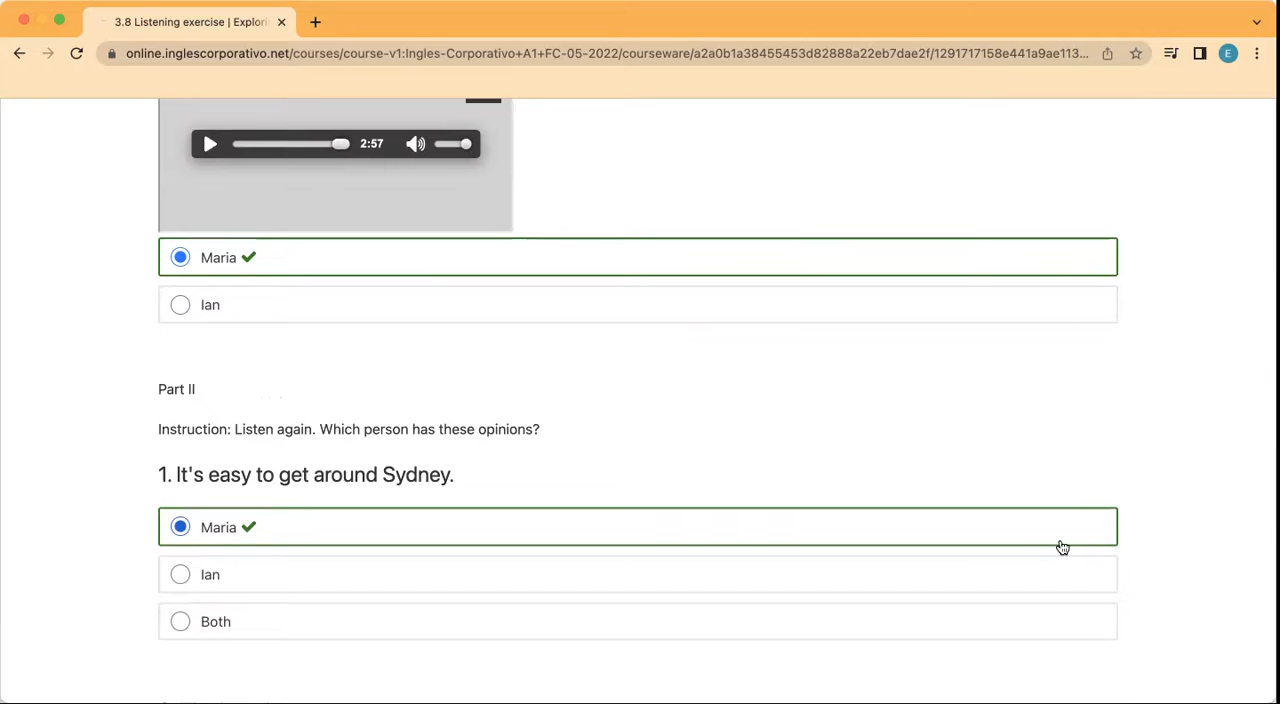 3.8 Listening exercise | Explori
online.inglescorporativo.net/courses/course-v1:Ingles-Corporativo+A1+FC-05-2022/courseware/a2a0b1a38455453d82888a22eb7dae2f/1291717158e441a9ae113...
E
2:57
Maria
Ian
Part II
Instruction: Listen again. Which person has these opinions?
1. It's easy to get around Sydney.
Maria
Ian
Both